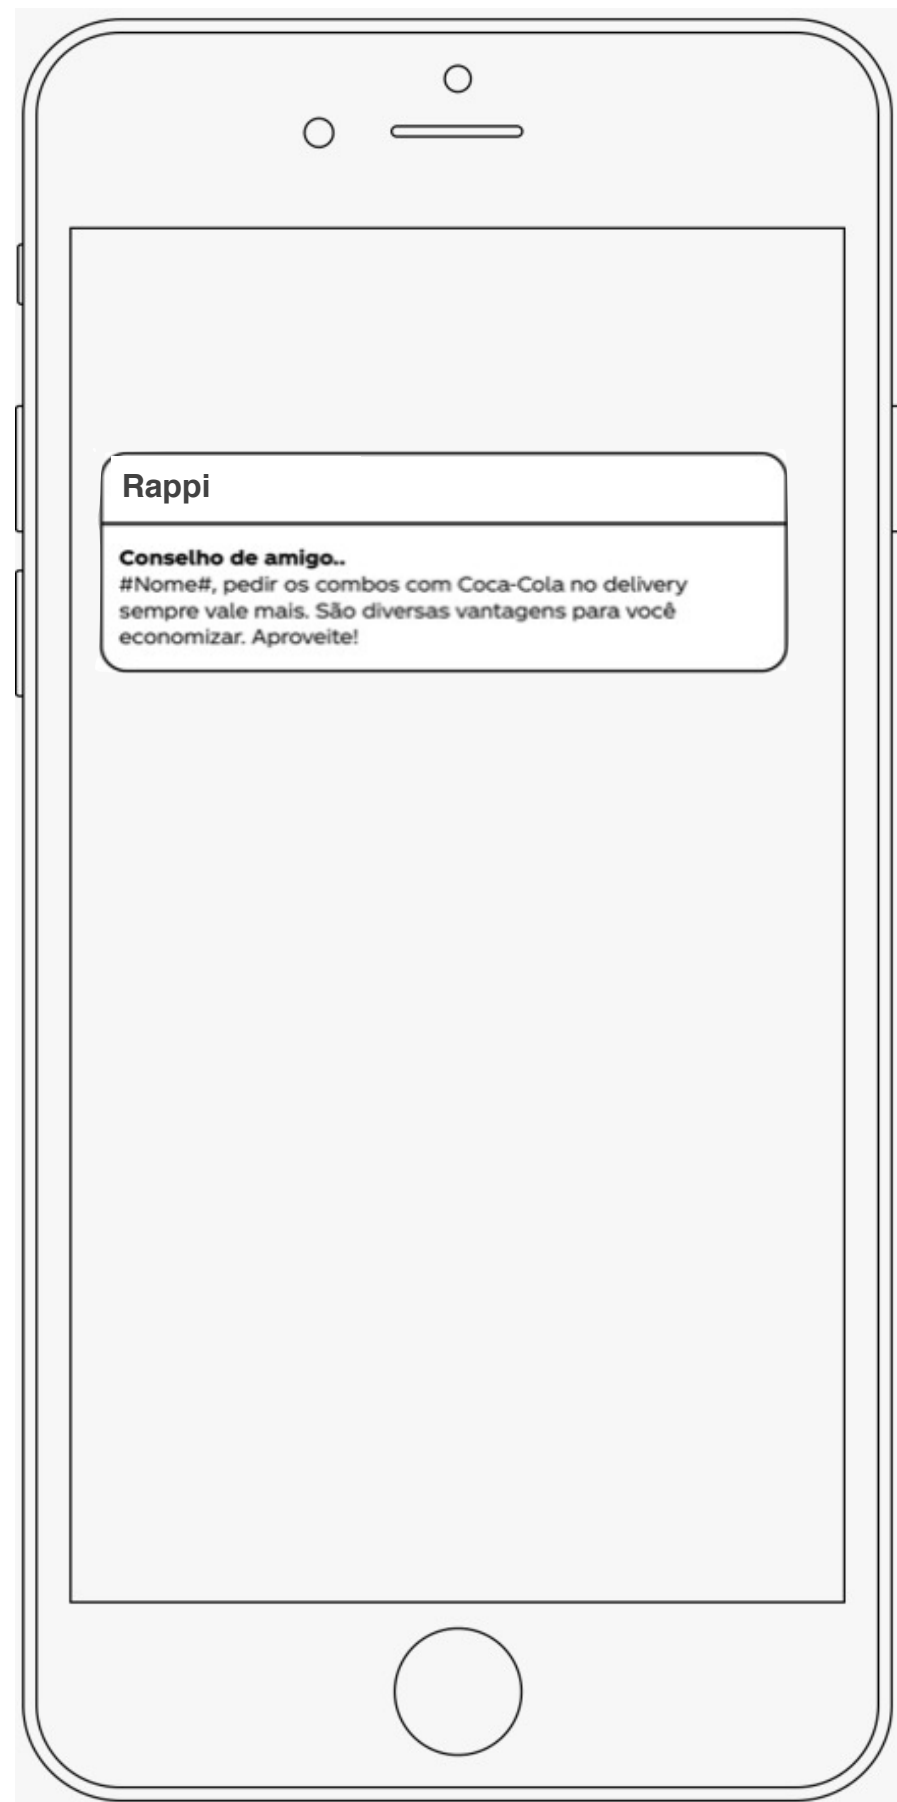 Rappi
Conselho de amigo..
#Nome#, pedir os combos com Coca-Cola no delivery
sempre vale mais. São diversas vantagens para você
economizar. Aproveite!